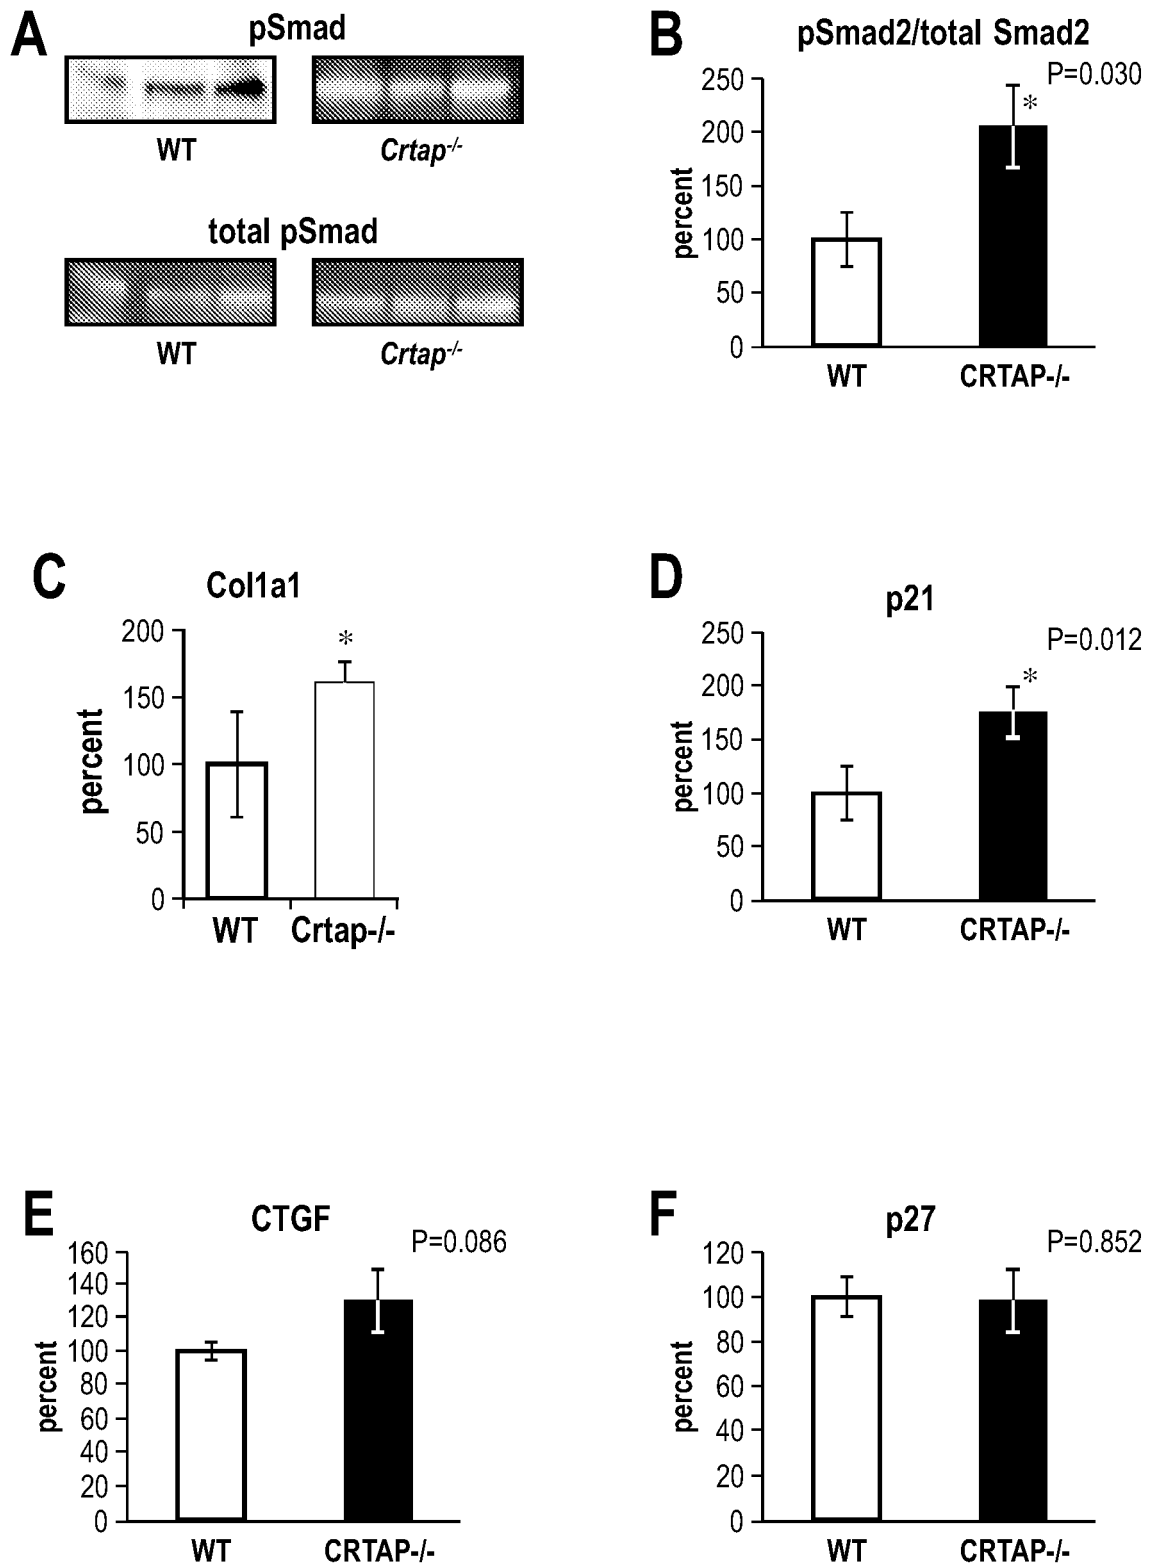 A
pSmad
WT
Crtap-/-
total pSmad
WT
Crtap-/-
B
pSmad2/total Smad2
P=0.030
250
200
150
100
50
0
percent
*
WT
CRTAP-/-
C
Col1a1
200
150
100
50
0
percent
*
WT
Crtap-/-
D
p21
P=0.012
250
200
150
100
50
0
percent
*
WT
CRTAP-/-
E
CTGF
P=0.086
160
140
120
100
80
60
40
20
0
percent
WT
CRTAP-/-
F
p27
P=0.852
120
100
80
60
40
20
0
percent
WT
CRTAP-/-